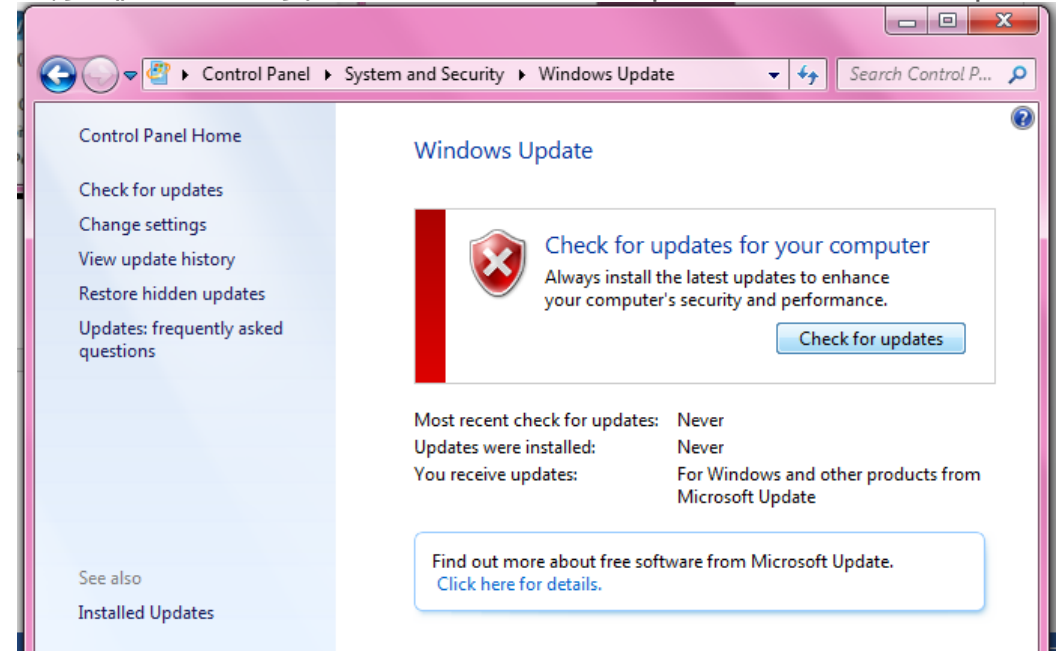 Control Panel ▸ System and Security ▸ Windows Update
Search Control P...
Control Panel Home
Check for updates
Change settings
View update history
Restore hidden updates
Updates: frequently asked
questions
See also
Installed Updates
Windows Update
Check for updates for your computer
Always install the latest updates to enhance
your computer's security and performance.
Check for updates
Most recent check for updates: Never
Updates were installed: Never
You receive updates: For Windows and other products from
Microsoft Update
Find out more about free software from Microsoft Update.
Click here for details.